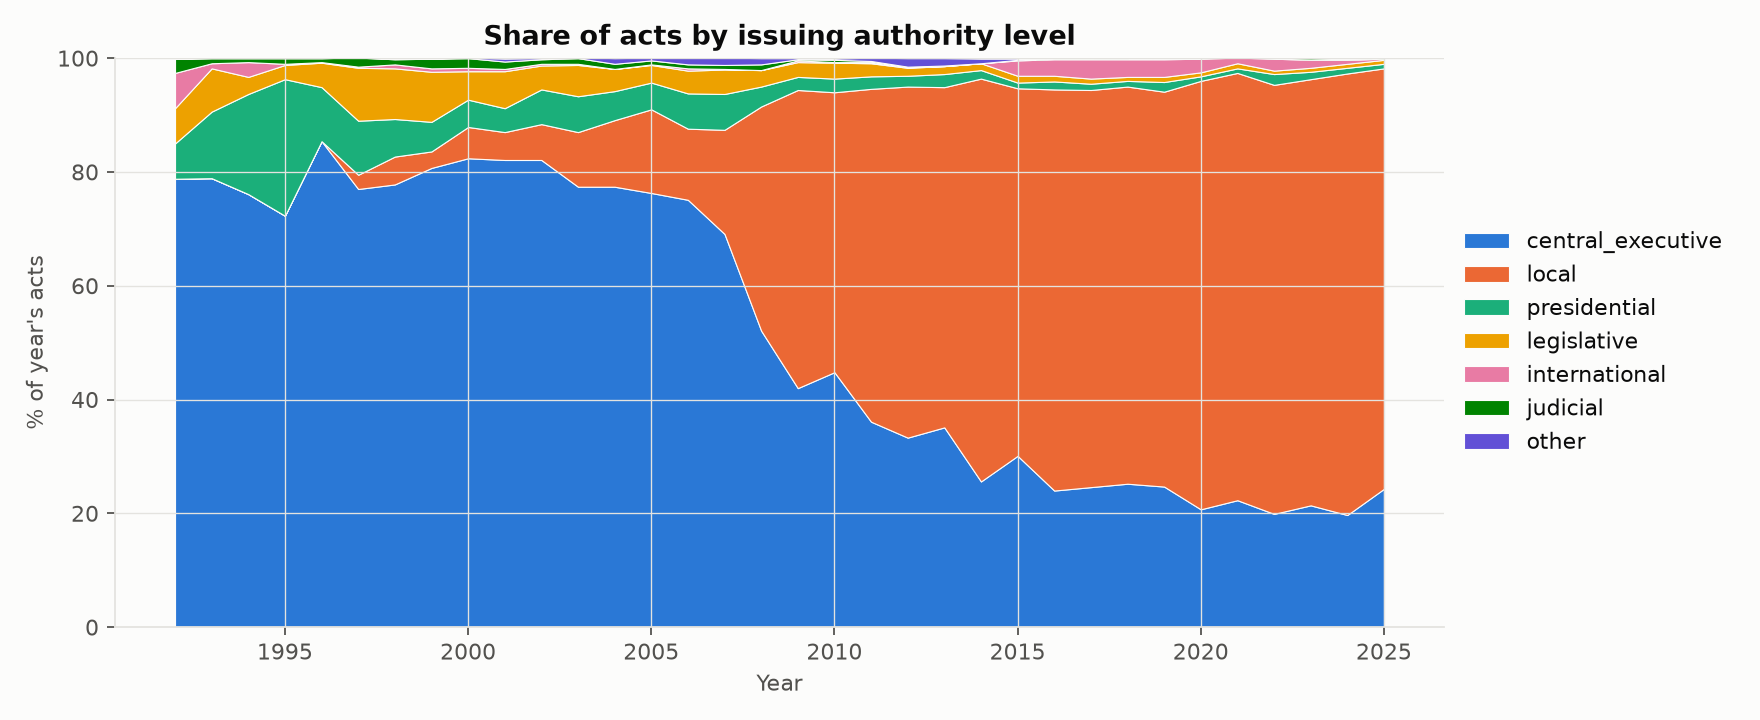 Share of acts by issuing authority level
% of year's acts
100
80
60
40
20
0
1995 2000 2005 2010 2015 2020 2025
Year
central_executive
local
presidential
legislative
international
judicial
other